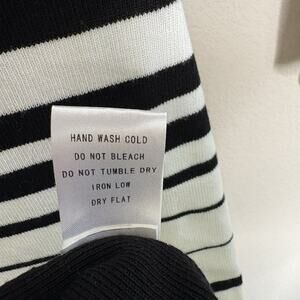 HAND WASH COLD
DO NOT BLEACH
DO NOT TUMBLE DRY
IRON LOW
DRY FLAT